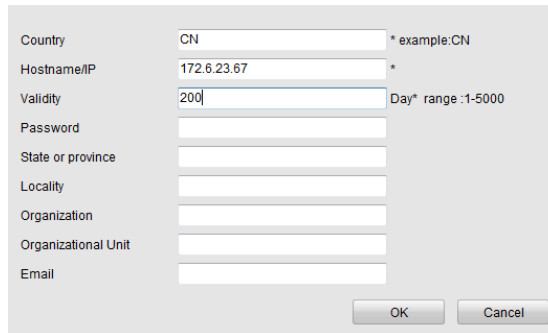 Country CN * example:CN
Hostname/IP 172.6.23.67 *
Validity 200 Day* range :1-5000
Password
State or province
Locality
Organization
Organizational Unit
Email
OK Cancel